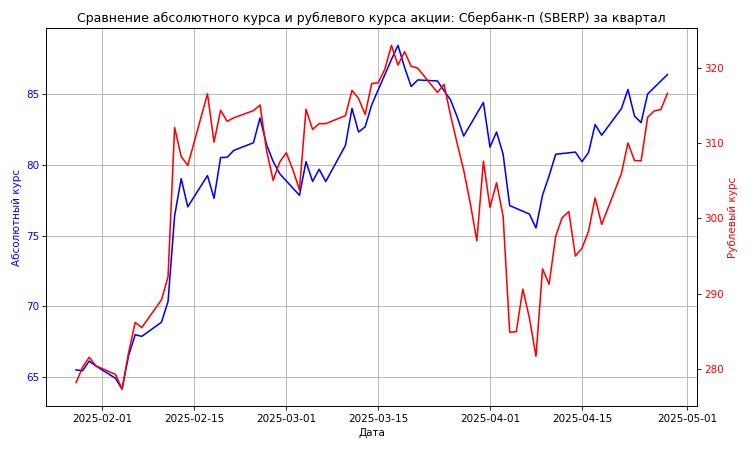 Сравнение абсолютного курса и рублевого курса акции: Сбербанк-п (SBERP) за квартал
Абсолютный курс
85
80
75
70
65
Рублевый курс
320
310
300
290
280
2025-02-01 2025-02-15 2025-03-01 2025-03-15 2025-04-01 2025-04-15 2025-05-01
Дата